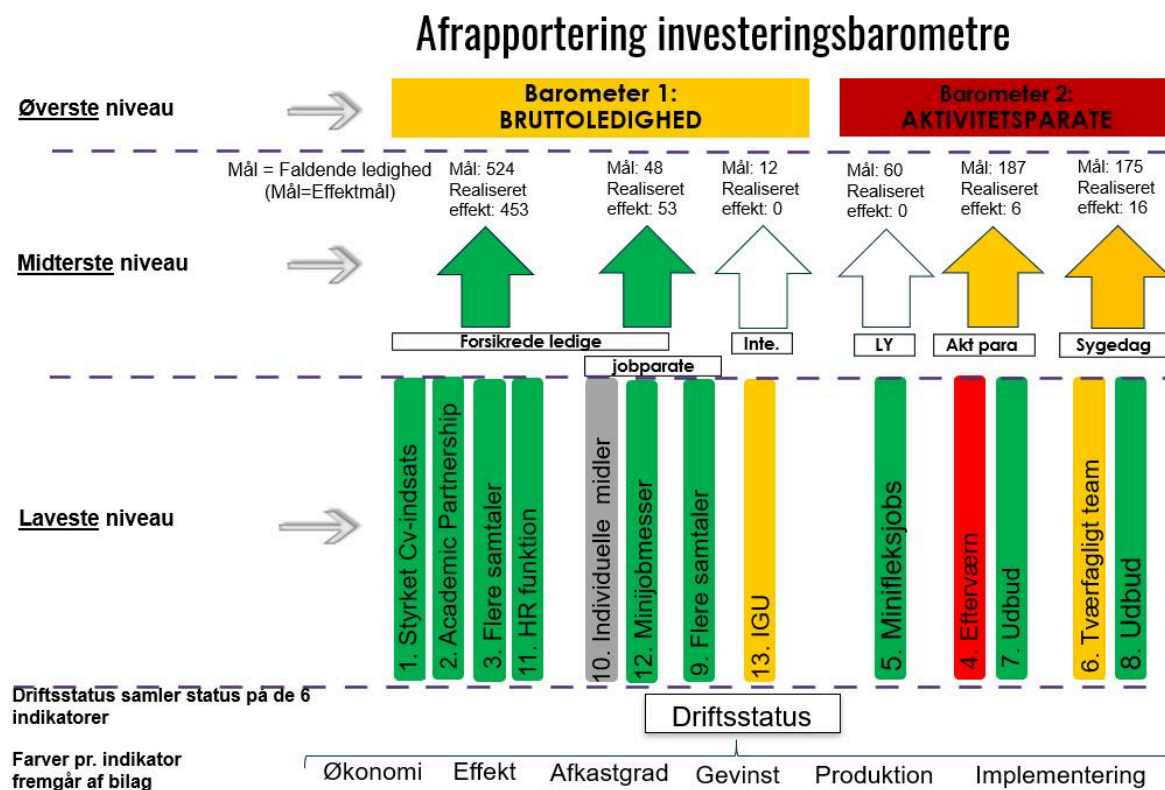 Afrapportering investeringsbarometre
Øverste niveau
Barometer 1:
BRUTTOLEDIGHED
Barometer 2:
AKTIVITETSPARATE
Mål = Faldende ledighed
(Mål=Effektmål)
Mål: 524
Realiseret
effekt: 453
Mål: 48
Realiseret
effekt: 53
Mål: 12
Realiseret
effekt: 0
Mål: 60
Realiseret
effekt: 0
Mål: 187
Realiseret
effekt: 6
Mål: 175
Realiseret
effekt: 16
Midterste niveau
Forsikrede ledige
jobparate
Inte.
LY
Akt para
Sygedag
Laveste niveau
1. Styrket Cv-indsats
2. Academic Partnership
3. Flere samtaler
11. HR funktion
10. Individuelle midler
12. Minijobmesser
9. Flere samtaler
13. IGU
5. Minifleksjobs
4. Efterværn
7. Udbud
6. Tværfagligt team
8. Udbud
Driftsstatus samler status på de 6
indikatorer
Driftsstatus
Farver pr. indikator
fremgår af bilag
Økonomi Effekt Afkastgrad Gevinst Produktion Implementering